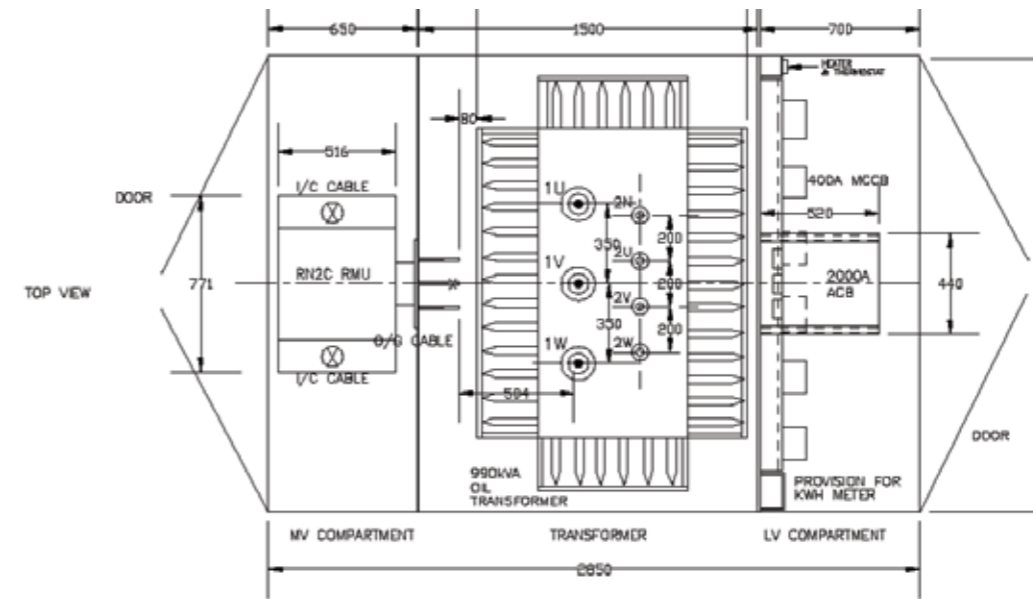 650
1500
700
HEATER
& THERMOSTAT
80
516
I/C CABLE
1U
2N
400A MCCB
DOOR
520
350
200
2U
RN2C RMU
1V
2000A
ACB
771
440
TOP VIEW
200
2V
350
200
O/G CABLE
1W
2W
I/C CABLE
504
DOOR
990kVA
OIL
TRANSFORMER
PROVISION FOR
KWH METER
MV COMPARTMENT
TRANSFORMER
LV COMPARTMENT
2850